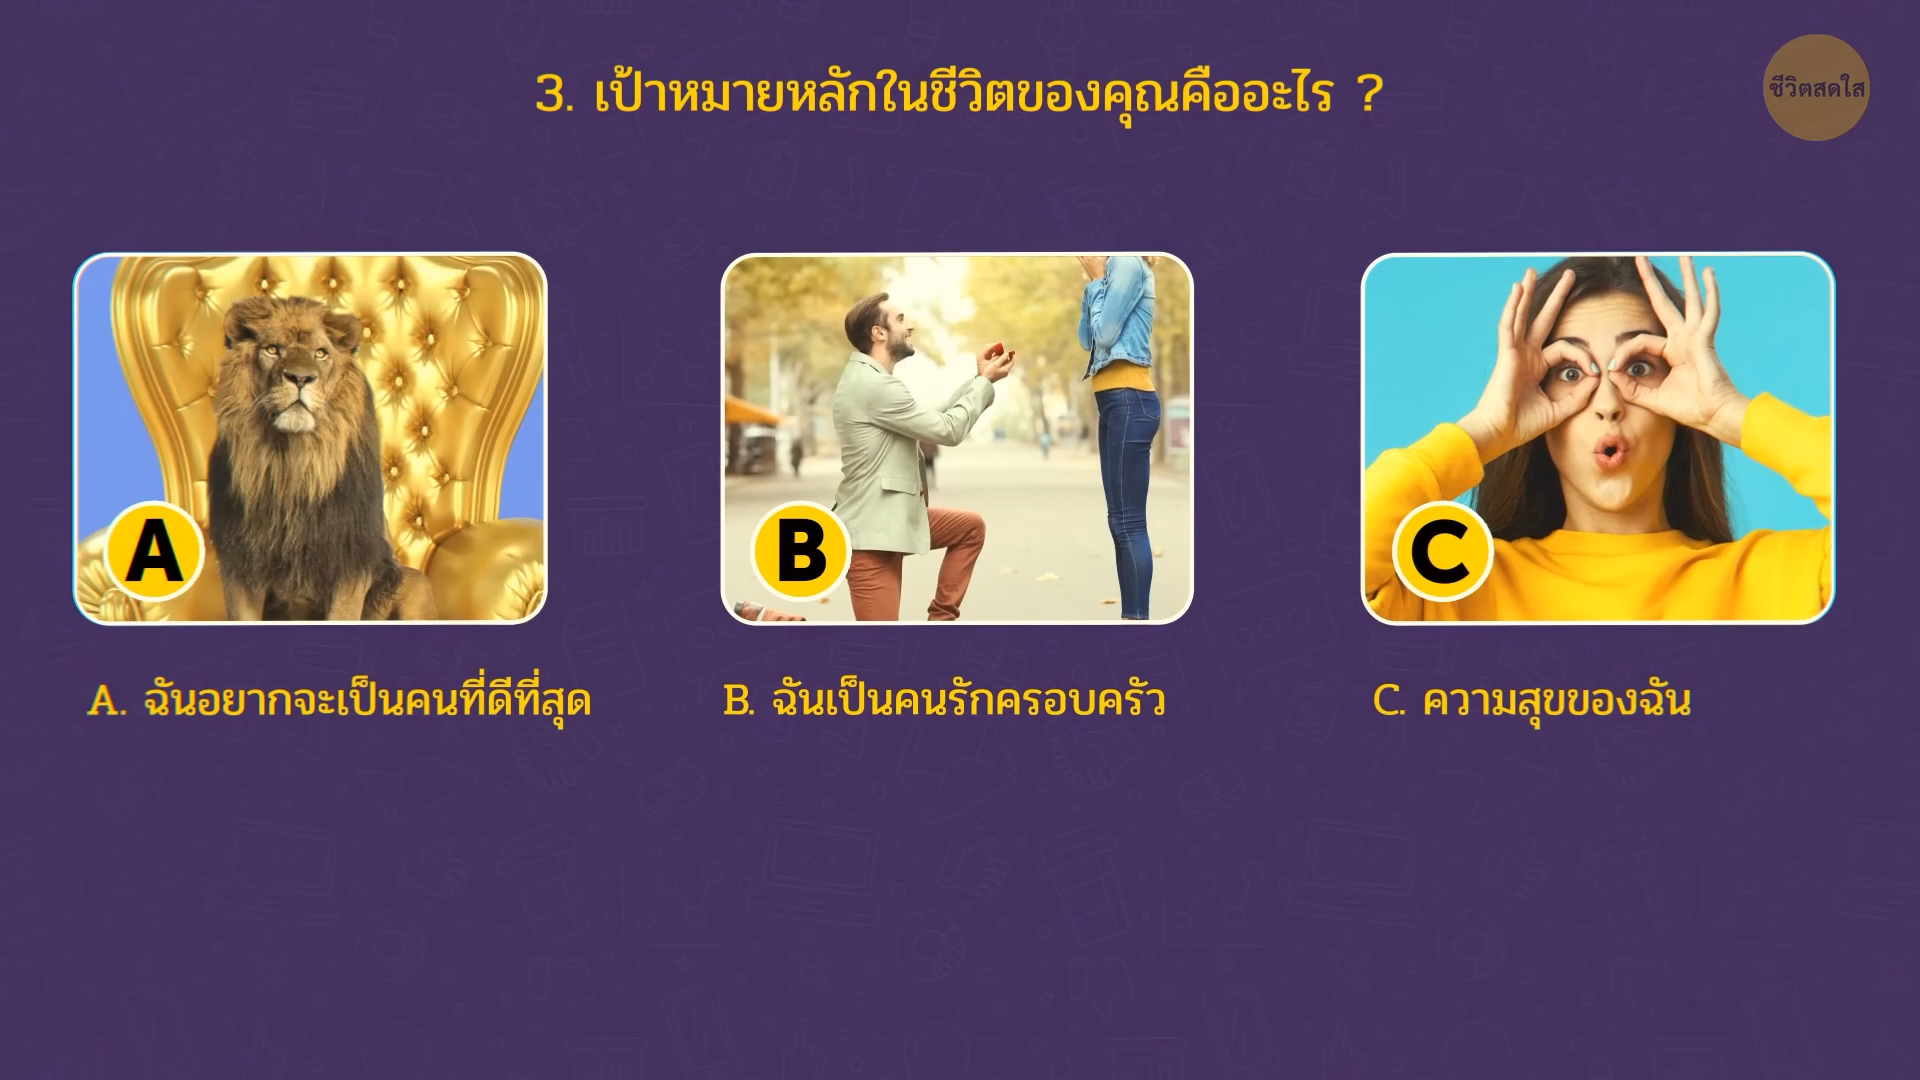 3. เป้าหมายหลักในชีวิตของคุณคืออะไร ?
ชีวิตสดใส
A
B
C
A. ฉันอยากจะเป็นคนที่ดีที่สุด
B. ฉันเป็นคนรักครอบครัว
C. ความสุขของฉัน